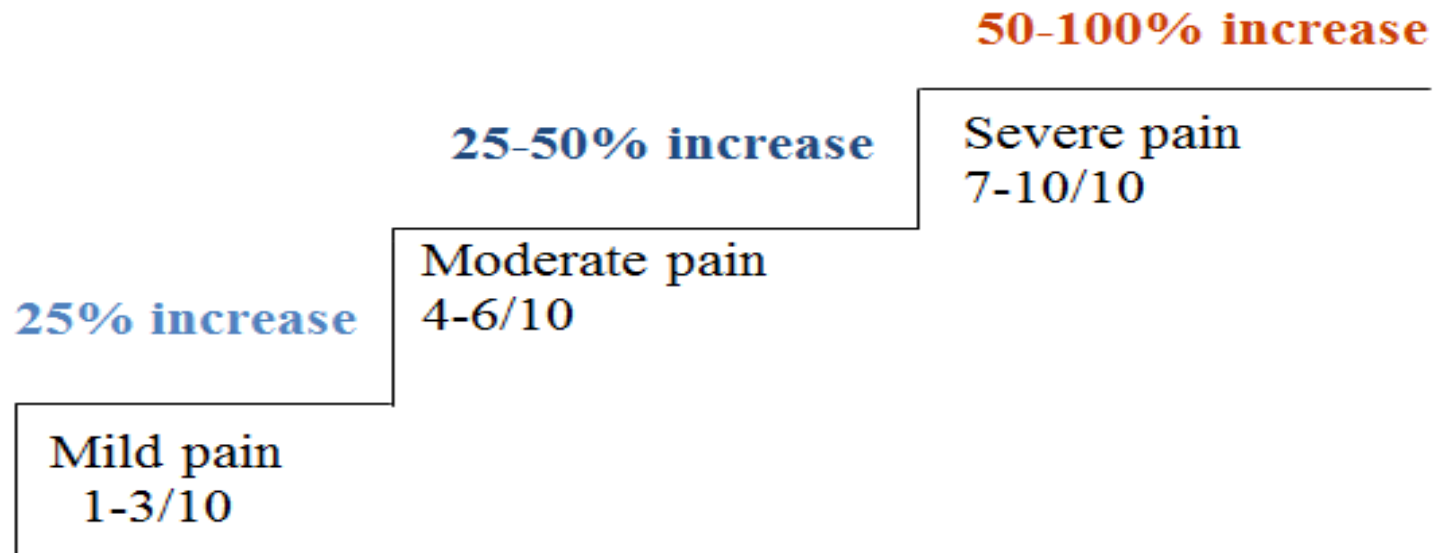 50-100% increase
Severe pain
7-10/10
25-50% increase
Moderate pain
4-6/10
25% increase
Mild pain
1-3/10